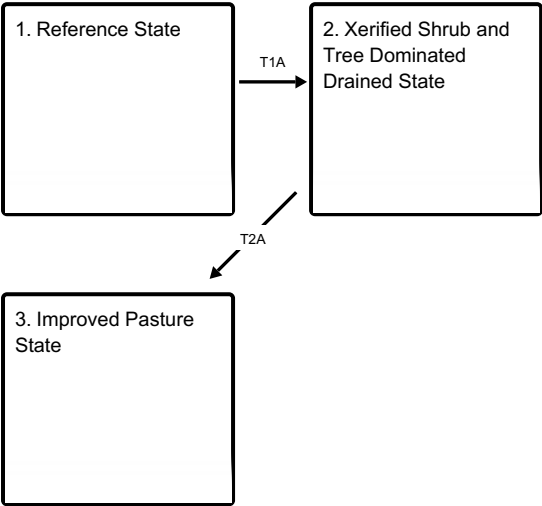 1. Reference State
T1A
2. Xerified Shrub and
Tree Dominated
Drained State
T2A
3. Improved Pasture
State